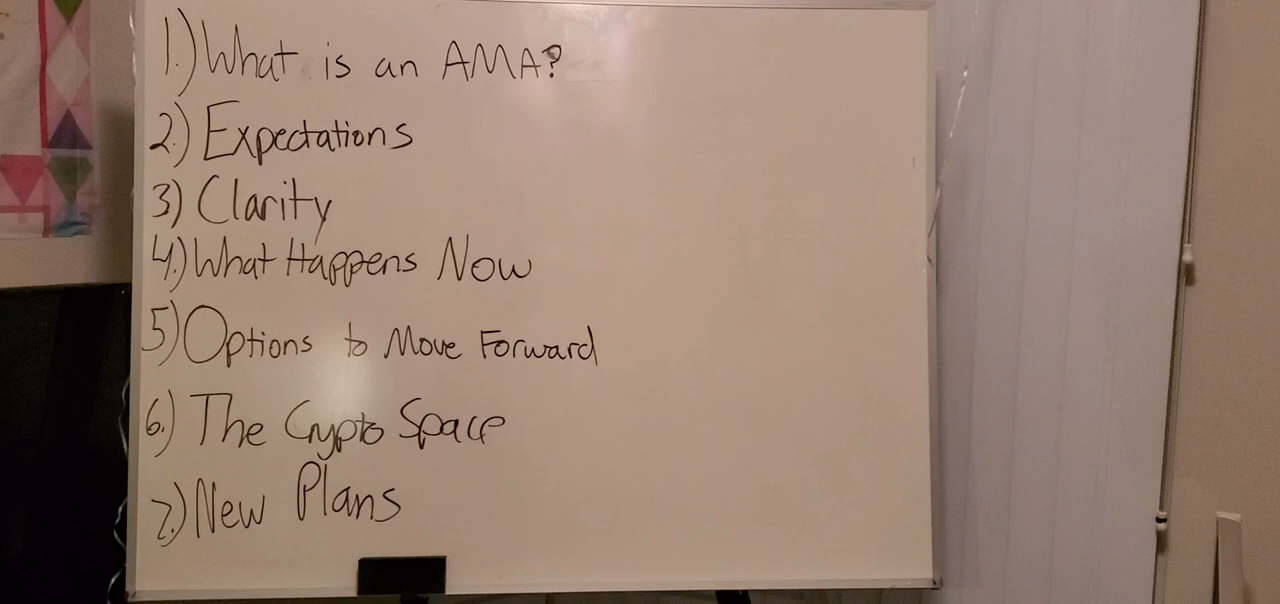 1.) What is an AMA?
2.) Expectations
3.) Clarity
4.) What Happens Now
5.) Options to Move Forward
6.) The Crypto Space
7.) New Plans